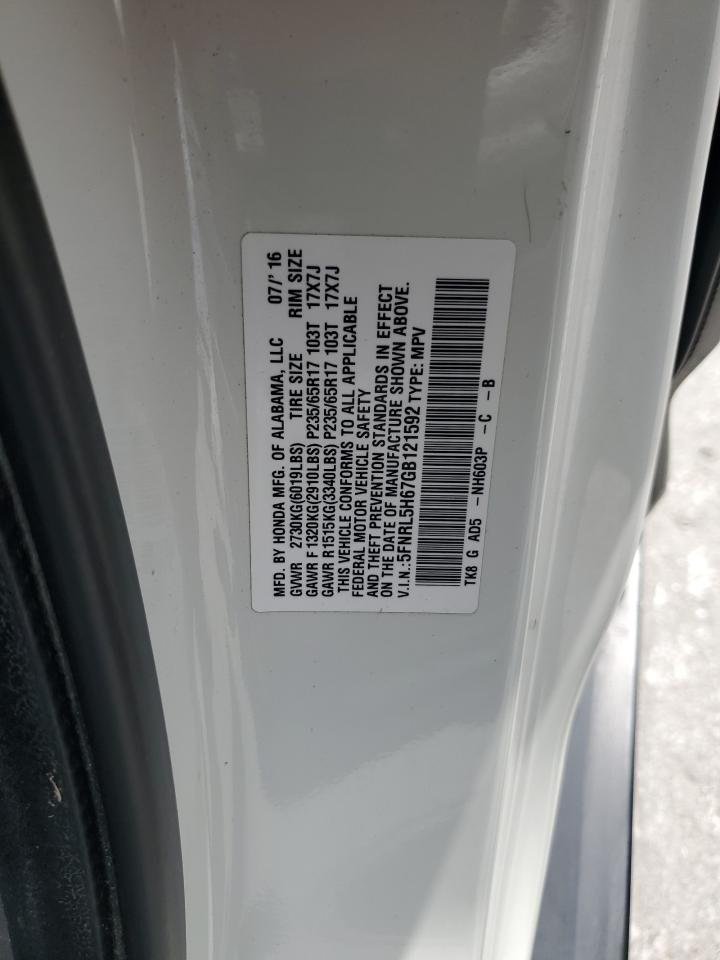 MFD. BY HONDA MFG. OF ALABAMA, LLC 07/' 16
GVWR 2730KG(6019LBS) TIRE SIZE RIM SIZE
GAWR F 1320KG(2910LBS) P235/65R17 103T 17X7J
GAWR R1515KG(3340LBS) P235/65R17 103T 17X7J
THIS VEHICLE CONFORMS TO ALL APPLICABLE
FEDERAL MOTOR VEHICLE SAFETY
AND THEFT PREVENTION STANDARDS IN EFFECT
ON THE DATE OF MANUFACTURE SHOWN ABOVE.
V.I.N.:5FNRL5H67GB121592 TYPE: MPV
TK8 G AD5 -NH603P - C - B